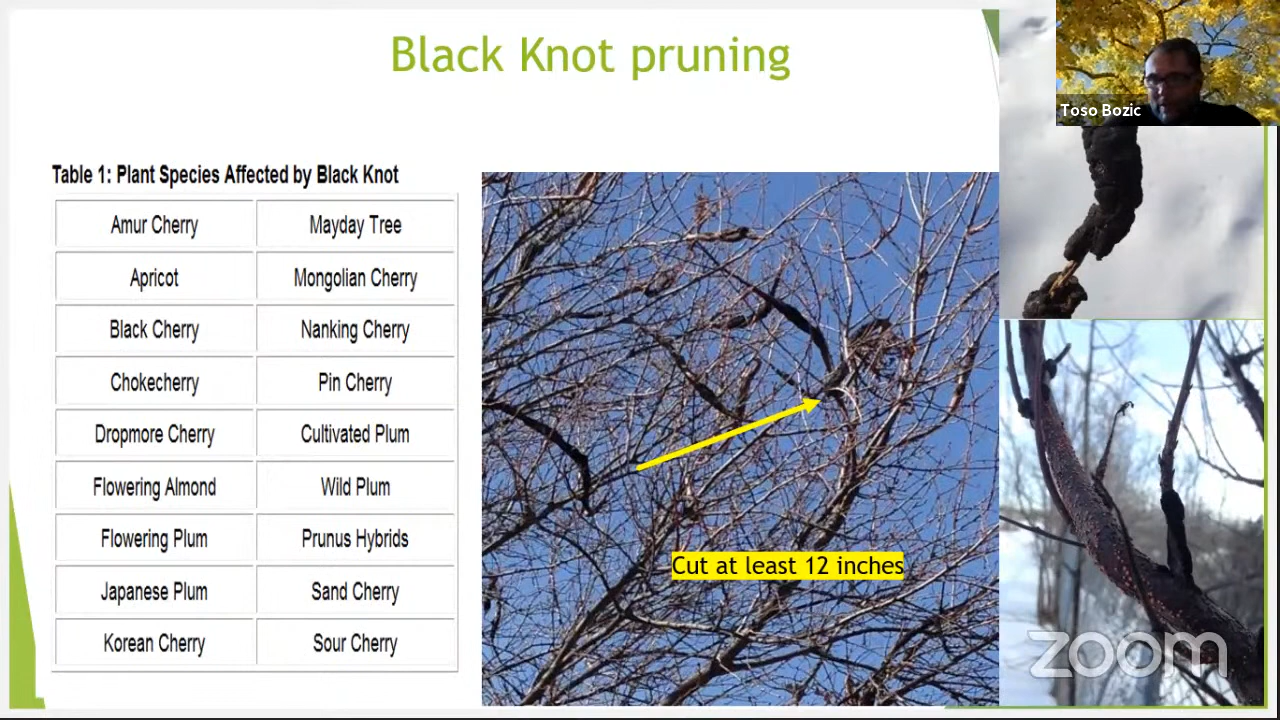 Black Knot pruning
Toso Bozic
Table 1: Plant Species Affected by Black Knot
Amur Cherry Mayday Tree
Apricot Mongolian Cherry
Black Cherry Nanking Cherry
Chokecherry Pin Cherry
Dropmore Cherry Cultivated Plum
Flowering Almond Wild Plum
Flowering Plum Prunus Hybrids
Japanese Plum Sand Cherry
Korean Cherry Sour Cherry
Cut at least 12 inches
zoom